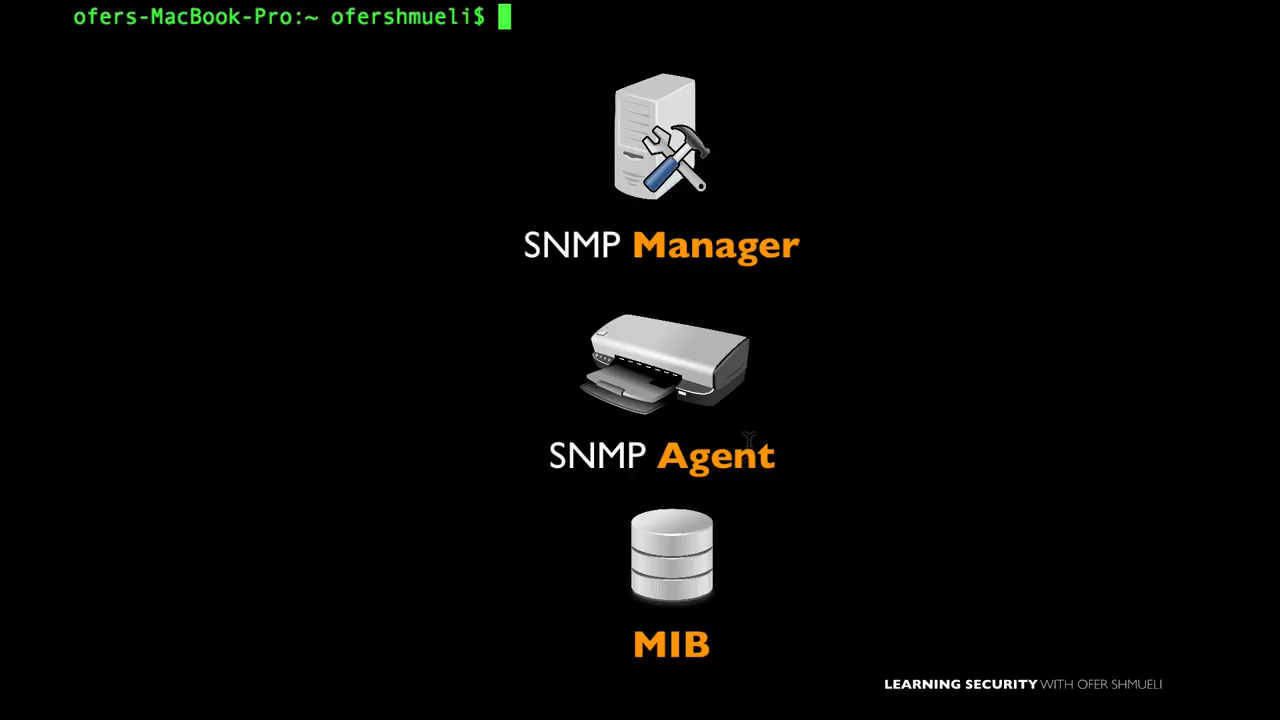 ofers-MacBook-Pro:~ ofershmueli$
SNMP Manager
SNMP Agent
MIB
LEARNING SECURITY WITH OFER SHMUELI